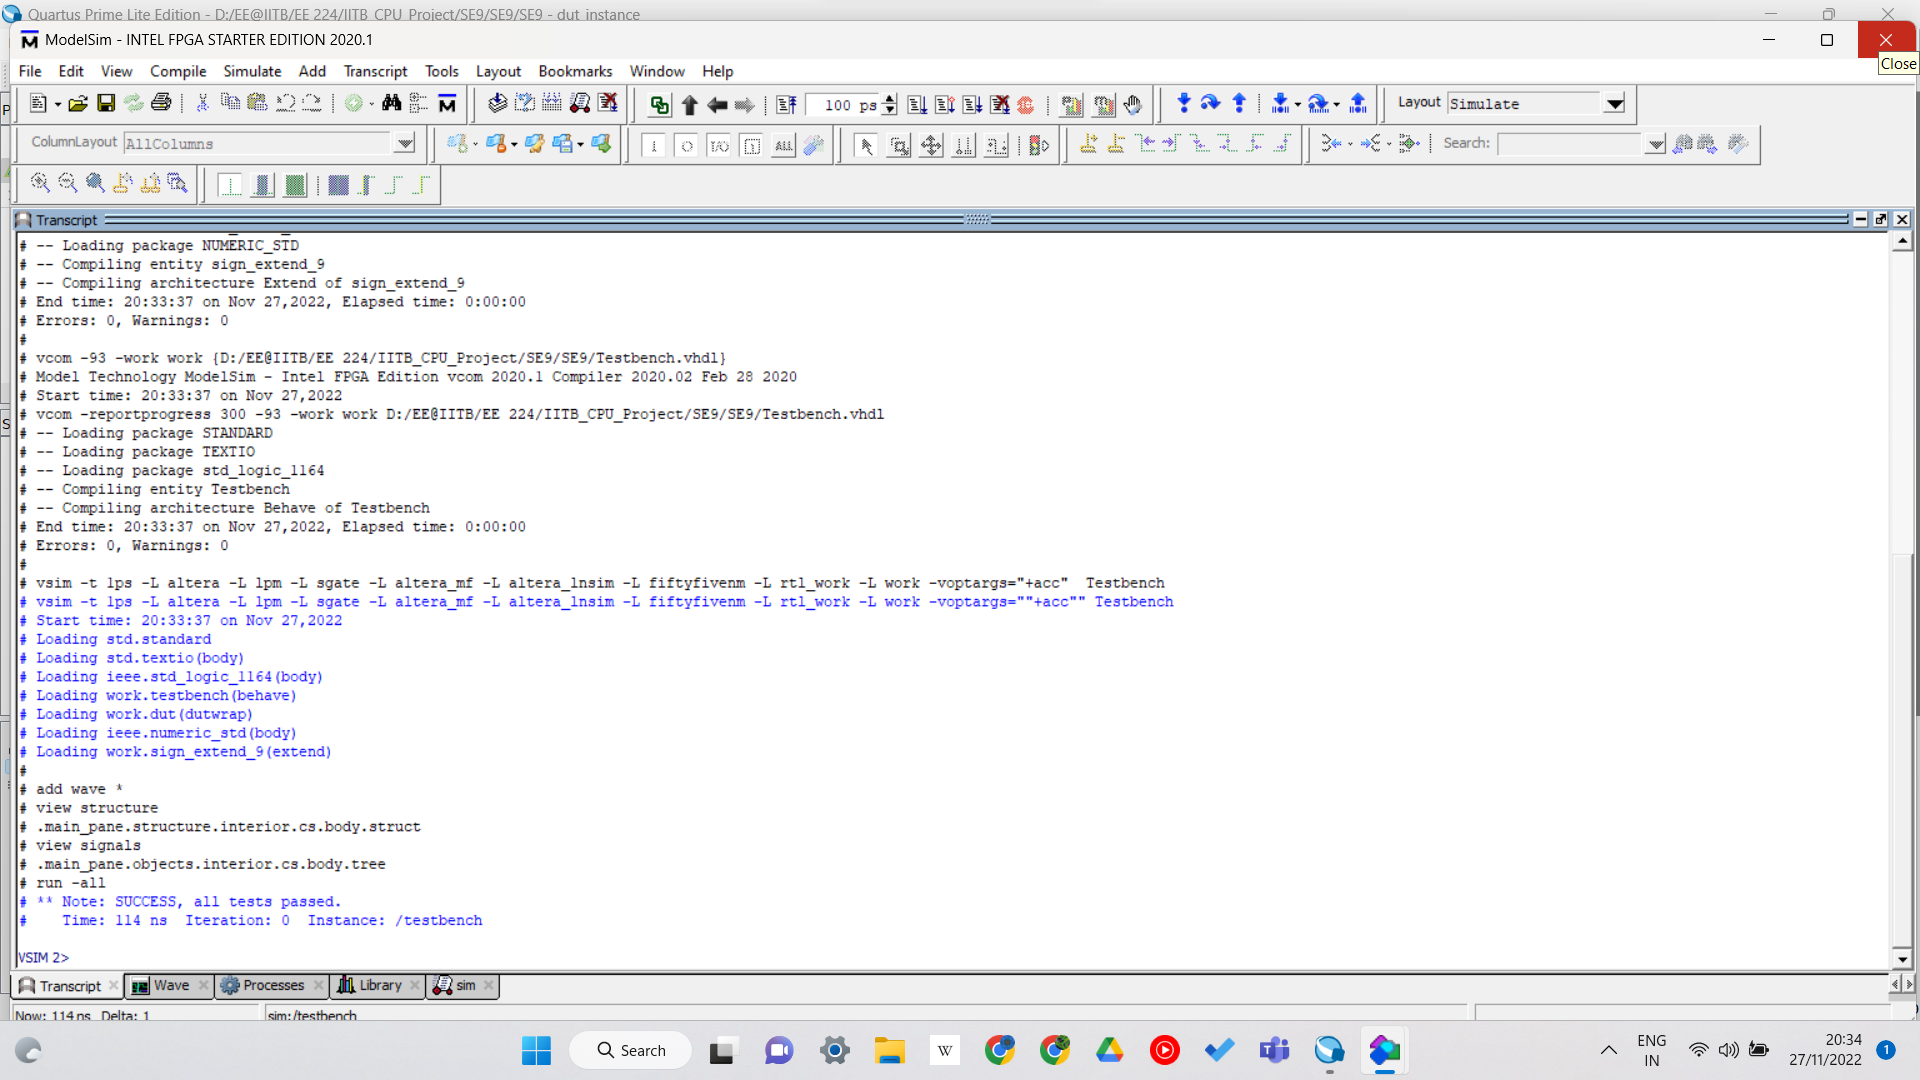 Quartus Prime Lite Edition - D:/EE@IITB/EE 224/IITB_CPU_Project/SE9/SE9/SE9 - dut_instance
ModelSim - INTEL FPGA STARTER EDITION 2020.1
Close
File Edit View Compile Simulate Add Transcript Tools Layout Bookmarks Window Help
100 ps
Layout Simulate
ColumnLayout AllColumns
Search:
Transcript
# -- Loading package NUMERIC_STD
# -- Compiling entity sign_extend_9
# -- Compiling architecture Extend of sign_extend_9
# End time: 20:33:37 on Nov 27,2022, Elapsed time: 0:00:00
# Errors: 0, Warnings: 0
#
# vcom -93 -work work {D:/EE@IITB/EE 224/IITB_CPU_Project/SE9/SE9/Testbench.vhdl}
# Model Technology ModelSim - Intel FPGA Edition vcom 2020.1 Compiler 2020.02 Feb 28 2020
# Start time: 20:33:37 on Nov 27,2022
# vcom -reportprogress 300 -93 -work work D:/EE@IITB/EE 224/IITB_CPU_Project/SE9/SE9/Testbench.vhdl
# -- Loading package STANDARD
# -- Loading package TEXTIO
# -- Loading package std_logic_1164
# -- Compiling entity Testbench
# -- Compiling architecture Behave of Testbench
# End time: 20:33:37 on Nov 27,2022, Elapsed time: 0:00:00
# Errors: 0, Warnings: 0
#
# vsim -t 1ps -L altera -L lpm -L sgate -L altera_mf -L altera_lnsim -L fiftyfivenm -L rtl_work -L work -voptargs="+acc"  Testbench
# vsim -t 1ps -L altera -L lpm -L sgate -L altera_mf -L altera_lnsim -L fiftyfivenm -L rtl_work -L work -voptargs=""+acc"" Testbench
# Start time: 20:33:37 on Nov 27,2022
# Loading std.standard
# Loading std.textio(body)
# Loading ieee.std_logic_1164(body)
# Loading work.testbench(behave)
# Loading work.dut(dutwrap)
# Loading ieee.numeric_std(body)
# Loading work.sign_extend_9(extend)
#
# add wave *
# view structure
# .main_pane.structure.interior.cs.body.struct
# view signals
# .main_pane.objects.interior.cs.body.tree
# run -all
# ** Note: SUCCESS, all tests passed.
#    Time: 114 ns  Iteration: 0  Instance: /testbench
VSIM 2>
Transcript Wave Processes Library sim
Now: 114 ns Delta: 1 sim:/testbench
Search
W
ENG
IN
20:34
27/11/2022
1